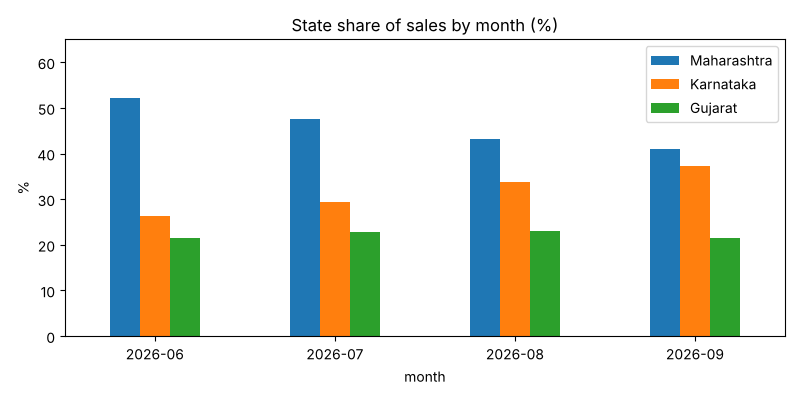 State share of sales by month (%)
Maharashtra
Karnataka
Gujarat
%
60
50
40
30
20
10
0
2026-06 2026-07 2026-08 2026-09
month